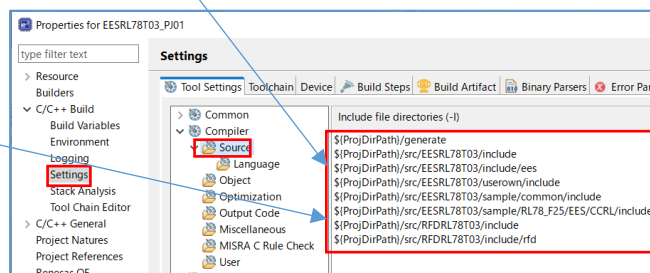 Properties for EESRL78T03_PJ01
type filter text
Settings
Resource
Builders
C/C++ Build
Build Variables
Environment
Logging
Settings
Stack Analysis
Tool Chain Editor
C/C++ General
Project Natures
Project References
Tool Settings Toolchain Device Build Steps Build Artifact Binary Parsers Error Par
Common
Compiler
Source
Language
Object
Optimization
Output Code
Miscellaneous
MISRA C Rule Check
User
Include file directories (-I)
${ProjDirPath}/generate
${ProjDirPath}/src/EESRL78T03/include
${ProjDirPath}/src/EESRL78T03/include/ees
${ProjDirPath}/src/EESRL78T03/userown/include
${ProjDirPath}/src/EESRL78T03/sample/common/include
${ProjDirPath}/src/EESRL78T03/sample/RL78_F25/EES/CCRL/include
${ProjDirPath}/src/RFDRL78T03/include
${ProjDirPath}/src/RFDRL78T03/include/rfd